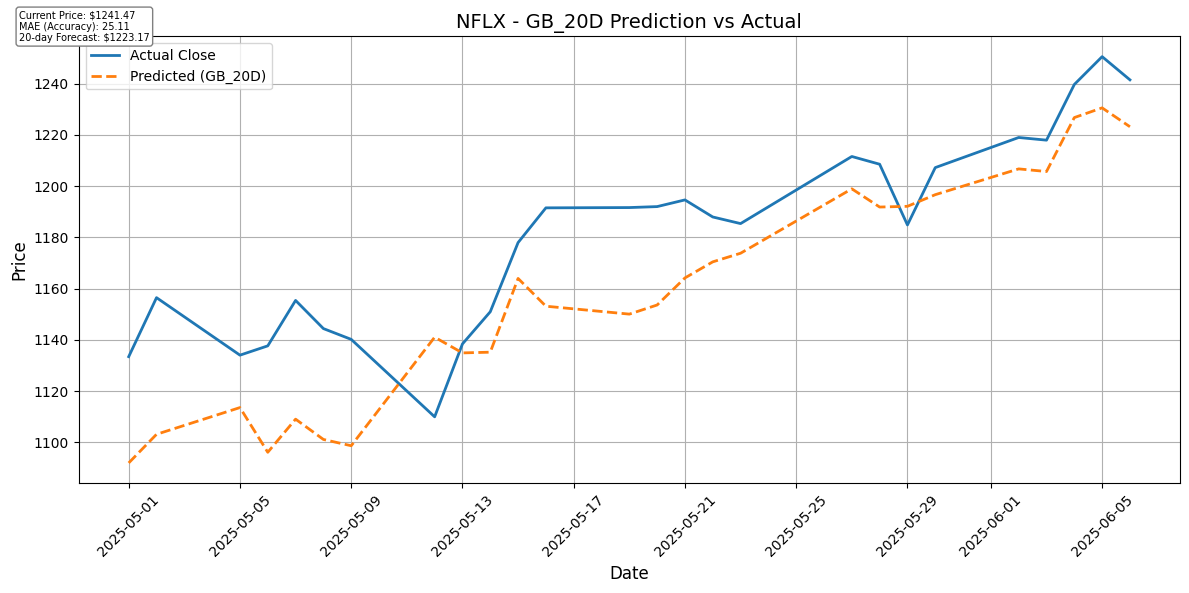 NFLX - GB_20D Prediction vs Actual
Current Price: $1241.47
MAE (Accuracy): 25.11
20-day Forecast: $1223.17
Actual Close
Predicted (GB_20D)
Price
1240
1220
1200
1180
1160
1140
1120
1100
2025-05-01
2025-05-05
2025-05-09
2025-05-13
2025-05-17
2025-05-21
2025-05-25
2025-05-29
2025-06-01
2025-06-05
Date